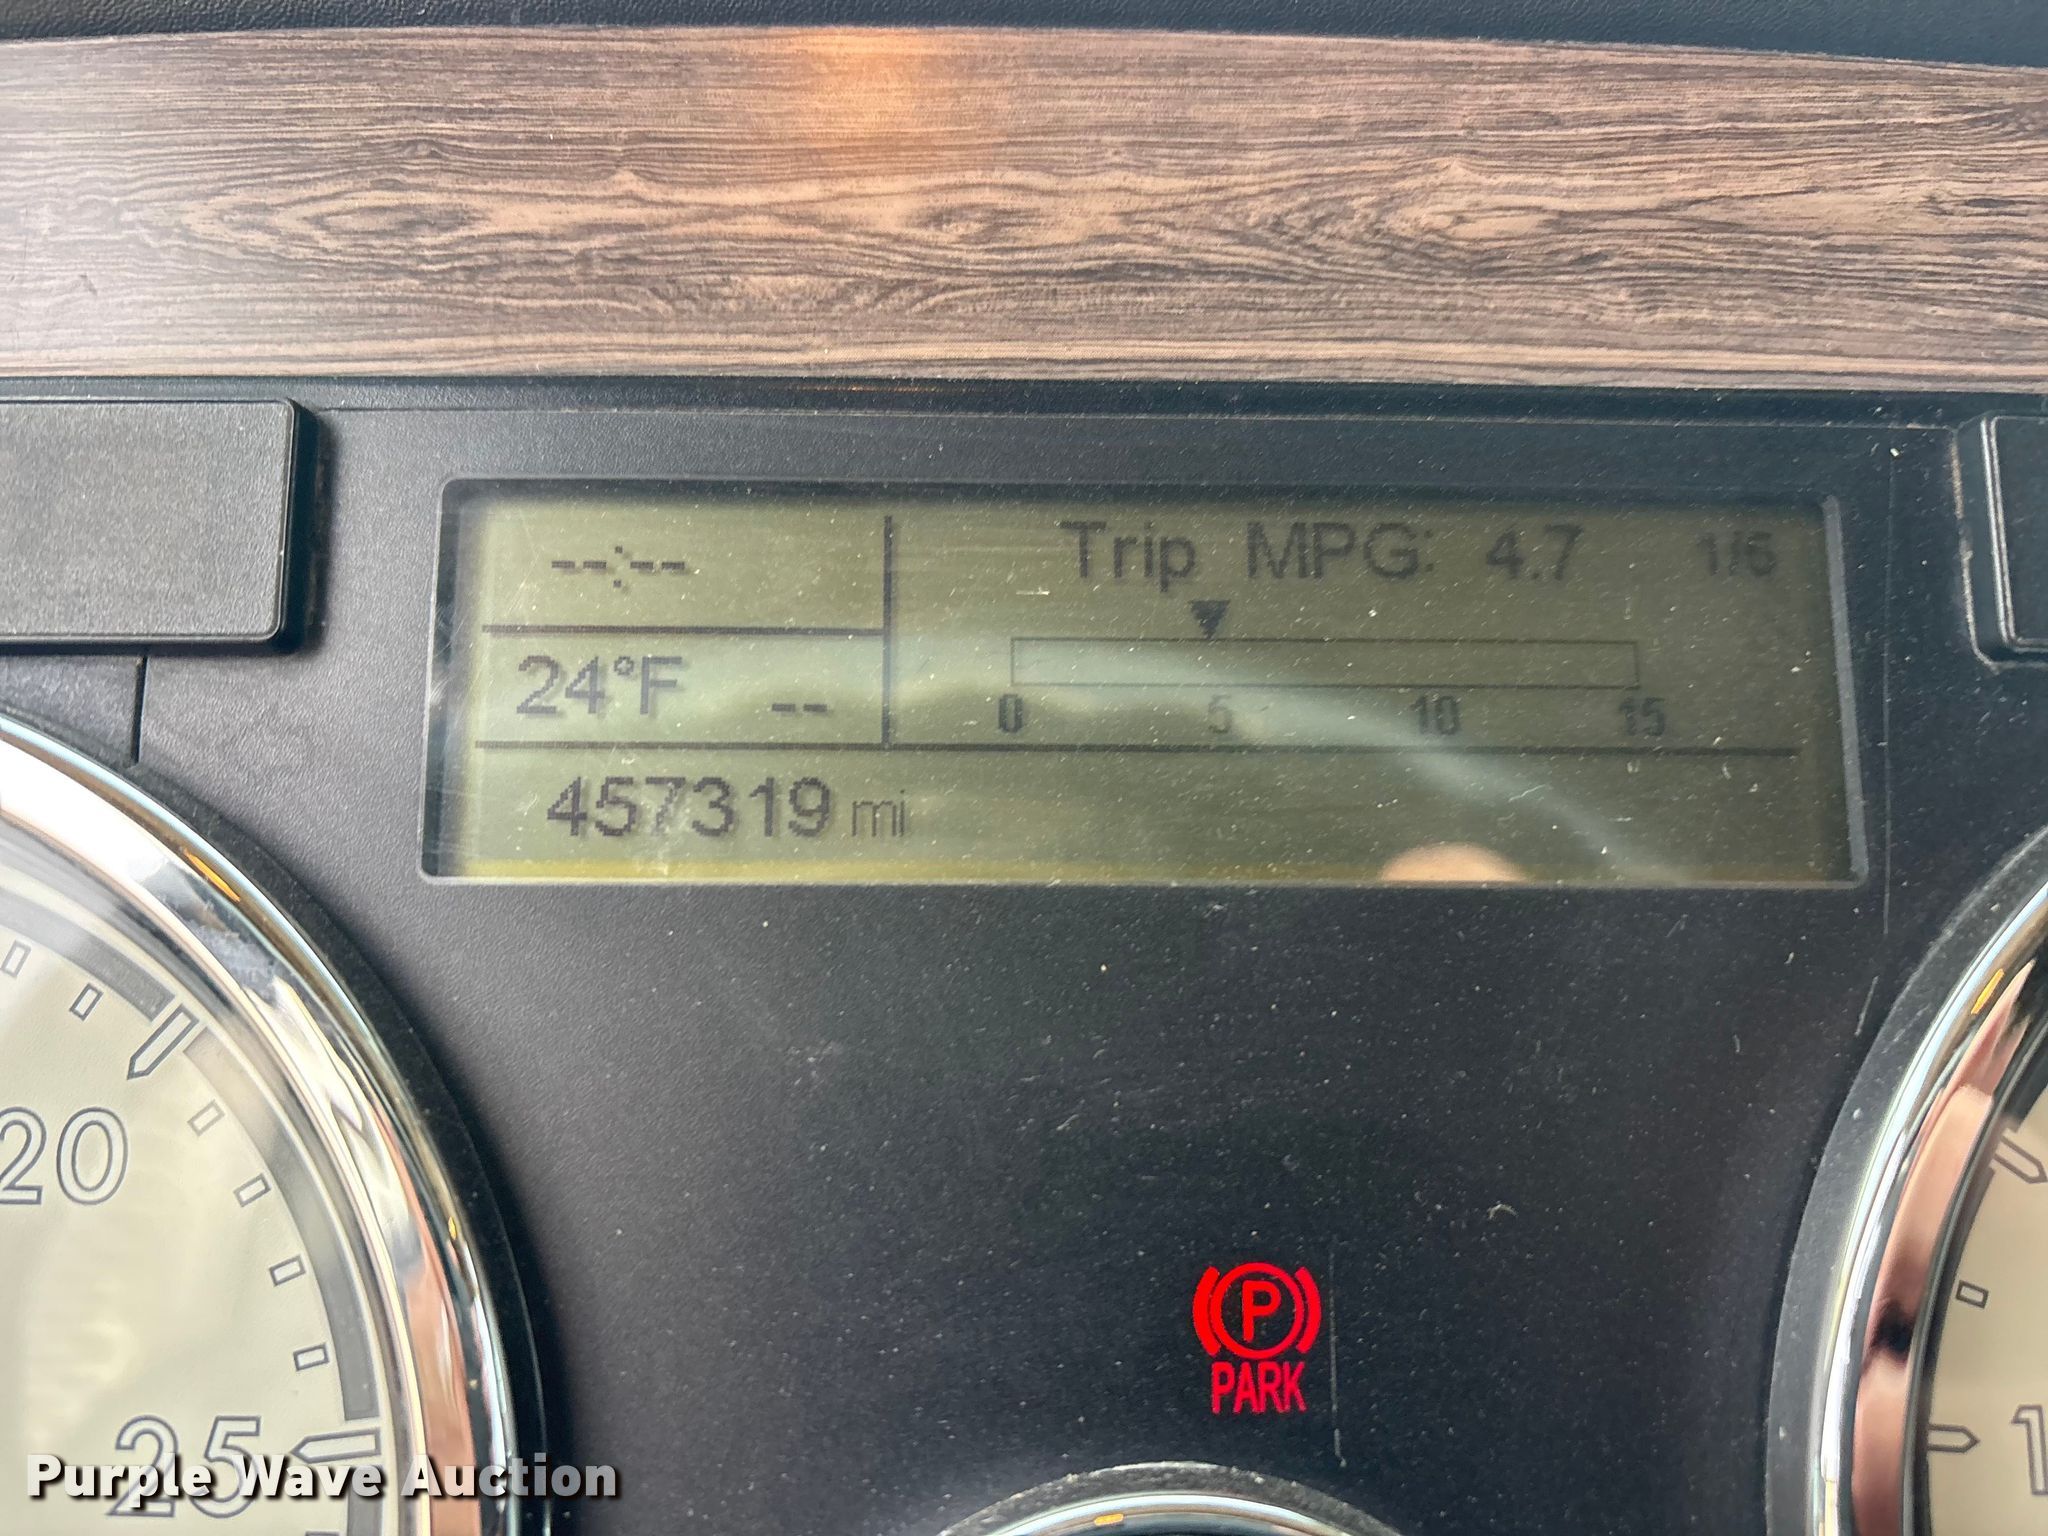 --:--
Trip MPG: 4.7 1/6
24°F --
0 5 10 15
457319 mi
20
25
P
PARK
Purple Wave Auction